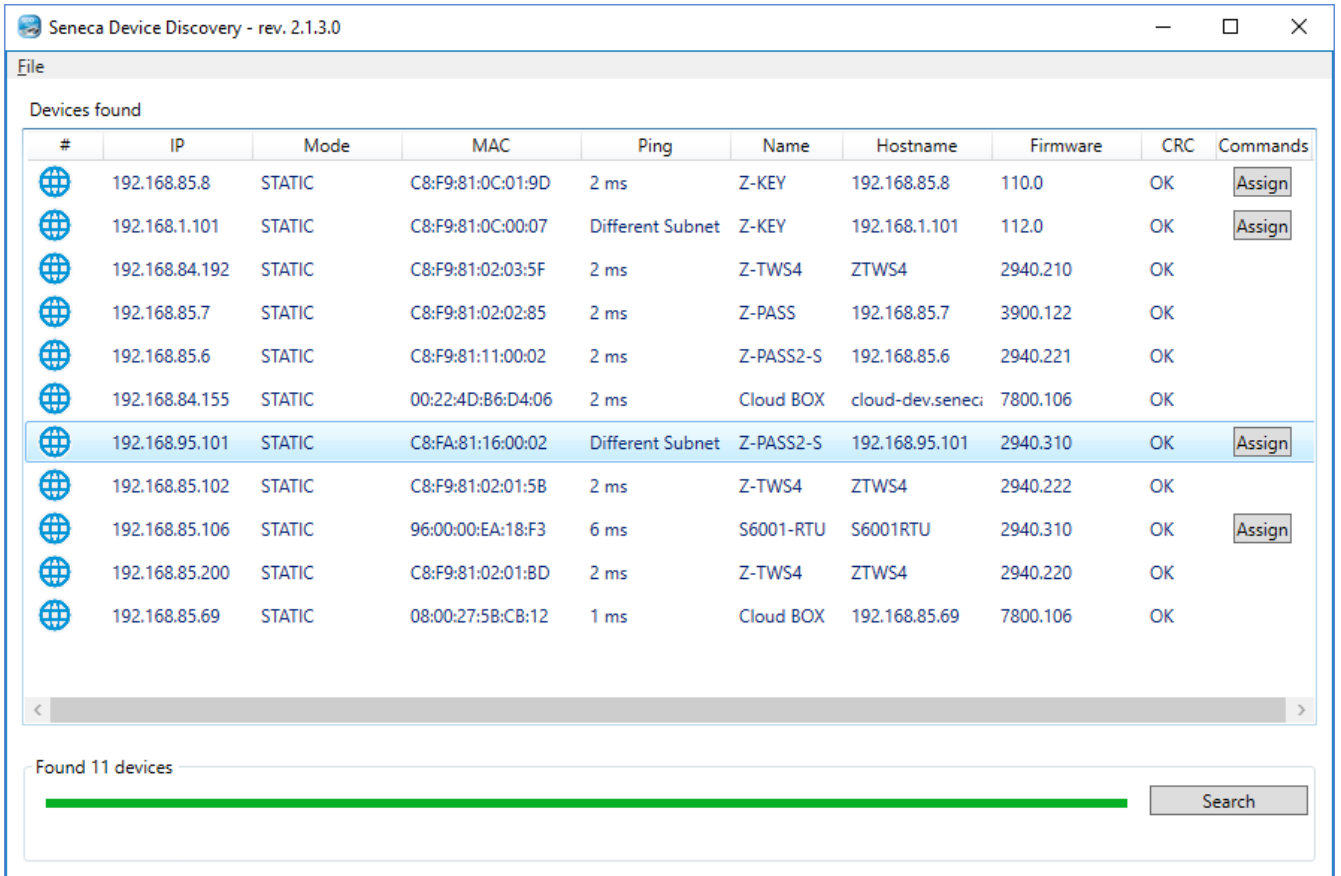 Seneca Device Discovery - rev. 2.1.3.0
File
Devices found
# IP Mode MAC Ping Name Hostname Firmware CRC Commands
192.168.85.8 STATIC C8:F9:81:0C:01:9D 2 ms Z-KEY 192.168.85.8 110.0 OK Assign
192.168.1.101 STATIC C8:F9:81:0C:00:07 Different Subnet Z-KEY 192.168.1.101 112.0 OK Assign
192.168.84.192 STATIC C8:F9:81:02:03:5F 2 ms Z-TWS4 ZTWS4 2940.210 OK
192.168.85.7 STATIC C8:F9:81:02:02:85 2 ms Z-PASS 192.168.85.7 3900.122 OK
192.168.85.6 STATIC C8:F9:81:11:00:02 2 ms Z-PASS2-S 192.168.85.6 2940.221 OK
192.168.84.155 STATIC 00:22:4D:B6:D4:06 2 ms Cloud BOX cloud-dev.seneca 7800.106 OK
192.168.95.101 STATIC C8:FA:81:16:00:02 Different Subnet Z-PASS2-S 192.168.95.101 2940.310 OK Assign
192.168.85.102 STATIC C8:F9:81:02:01:5B 2 ms Z-TWS4 ZTWS4 2940.222 OK
192.168.85.106 STATIC 96:00:00:EA:18:F3 6 ms S6001-RTU S6001RTU 2940.310 OK Assign
192.168.85.200 STATIC C8:F9:81:02:01:BD 2 ms Z-TWS4 ZTWS4 2940.220 OK
192.168.85.69 STATIC 08:00:27:5B:CB:12 1 ms Cloud BOX 192.168.85.69 7800.106 OK
Found 11 devices
Search